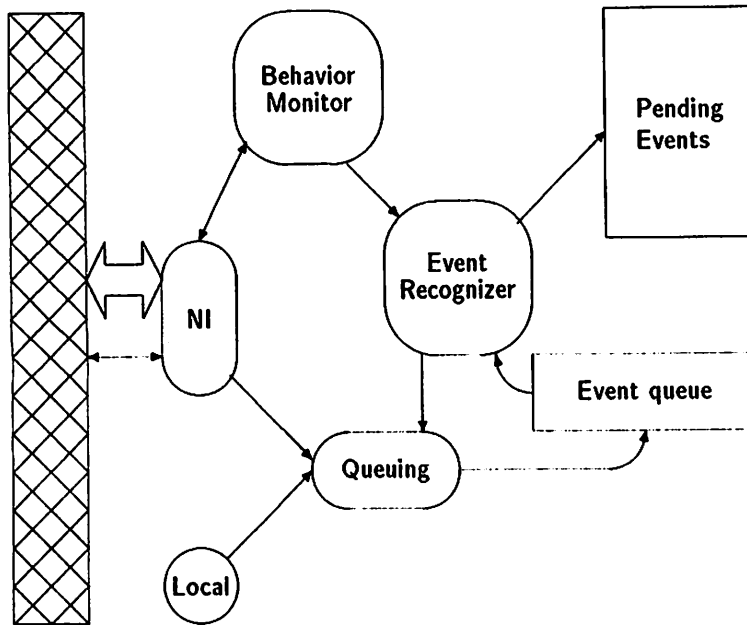 Behavior
Monitor
Pending
Events
Event
Recognizer
NI
Event queue
Queuing
Local